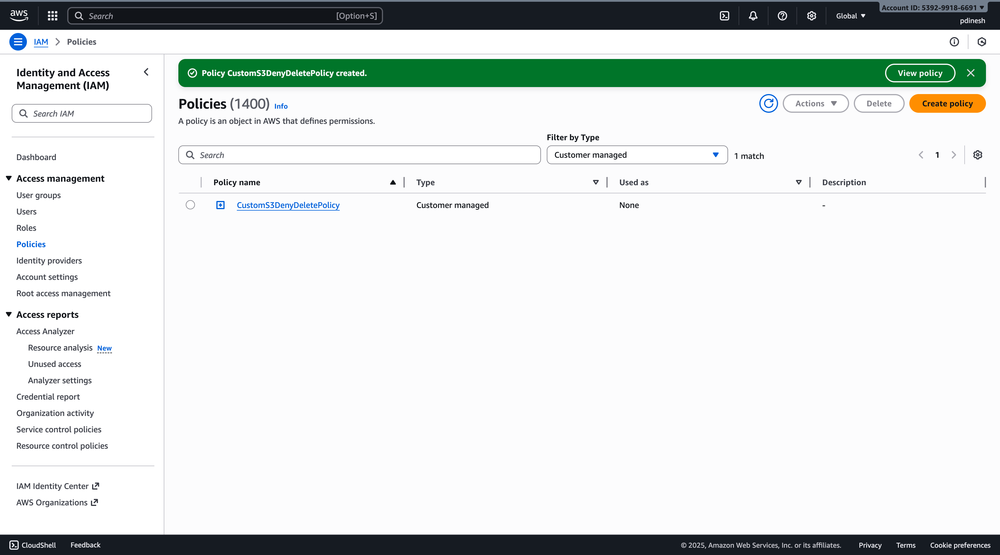 aws
Search
[Option+S]
Global
Account ID: 5392-9918-6691
pdinesh
IAM
Policies
Identity and Access
Management (IAM)
Search IAM
Dashboard
Access management
User groups
Users
Roles
Policies
Identity providers
Account settings
Root access management
Access reports
Access Analyzer
Resource analysis New
Unused access
Analyzer settings
Credential report
Organization activity
Service control policies
Resource control policies
IAM Identity Center
AWS Organizations
Policy CustomS3DenyDeletePolicy created.
View policy
Policies (1400) Info
Actions
Delete
Create policy
A policy is an object in AWS that defines permissions.
Filter by Type
Search
Customer managed
1 match
1
Policy name
Type
Used as
Description
CustomS3DenyDeletePolicy
Customer managed
None
-
CloudShell
Feedback
© 2025, Amazon Web Services, Inc. or its affiliates.
Privacy
Terms
Cookie preferences